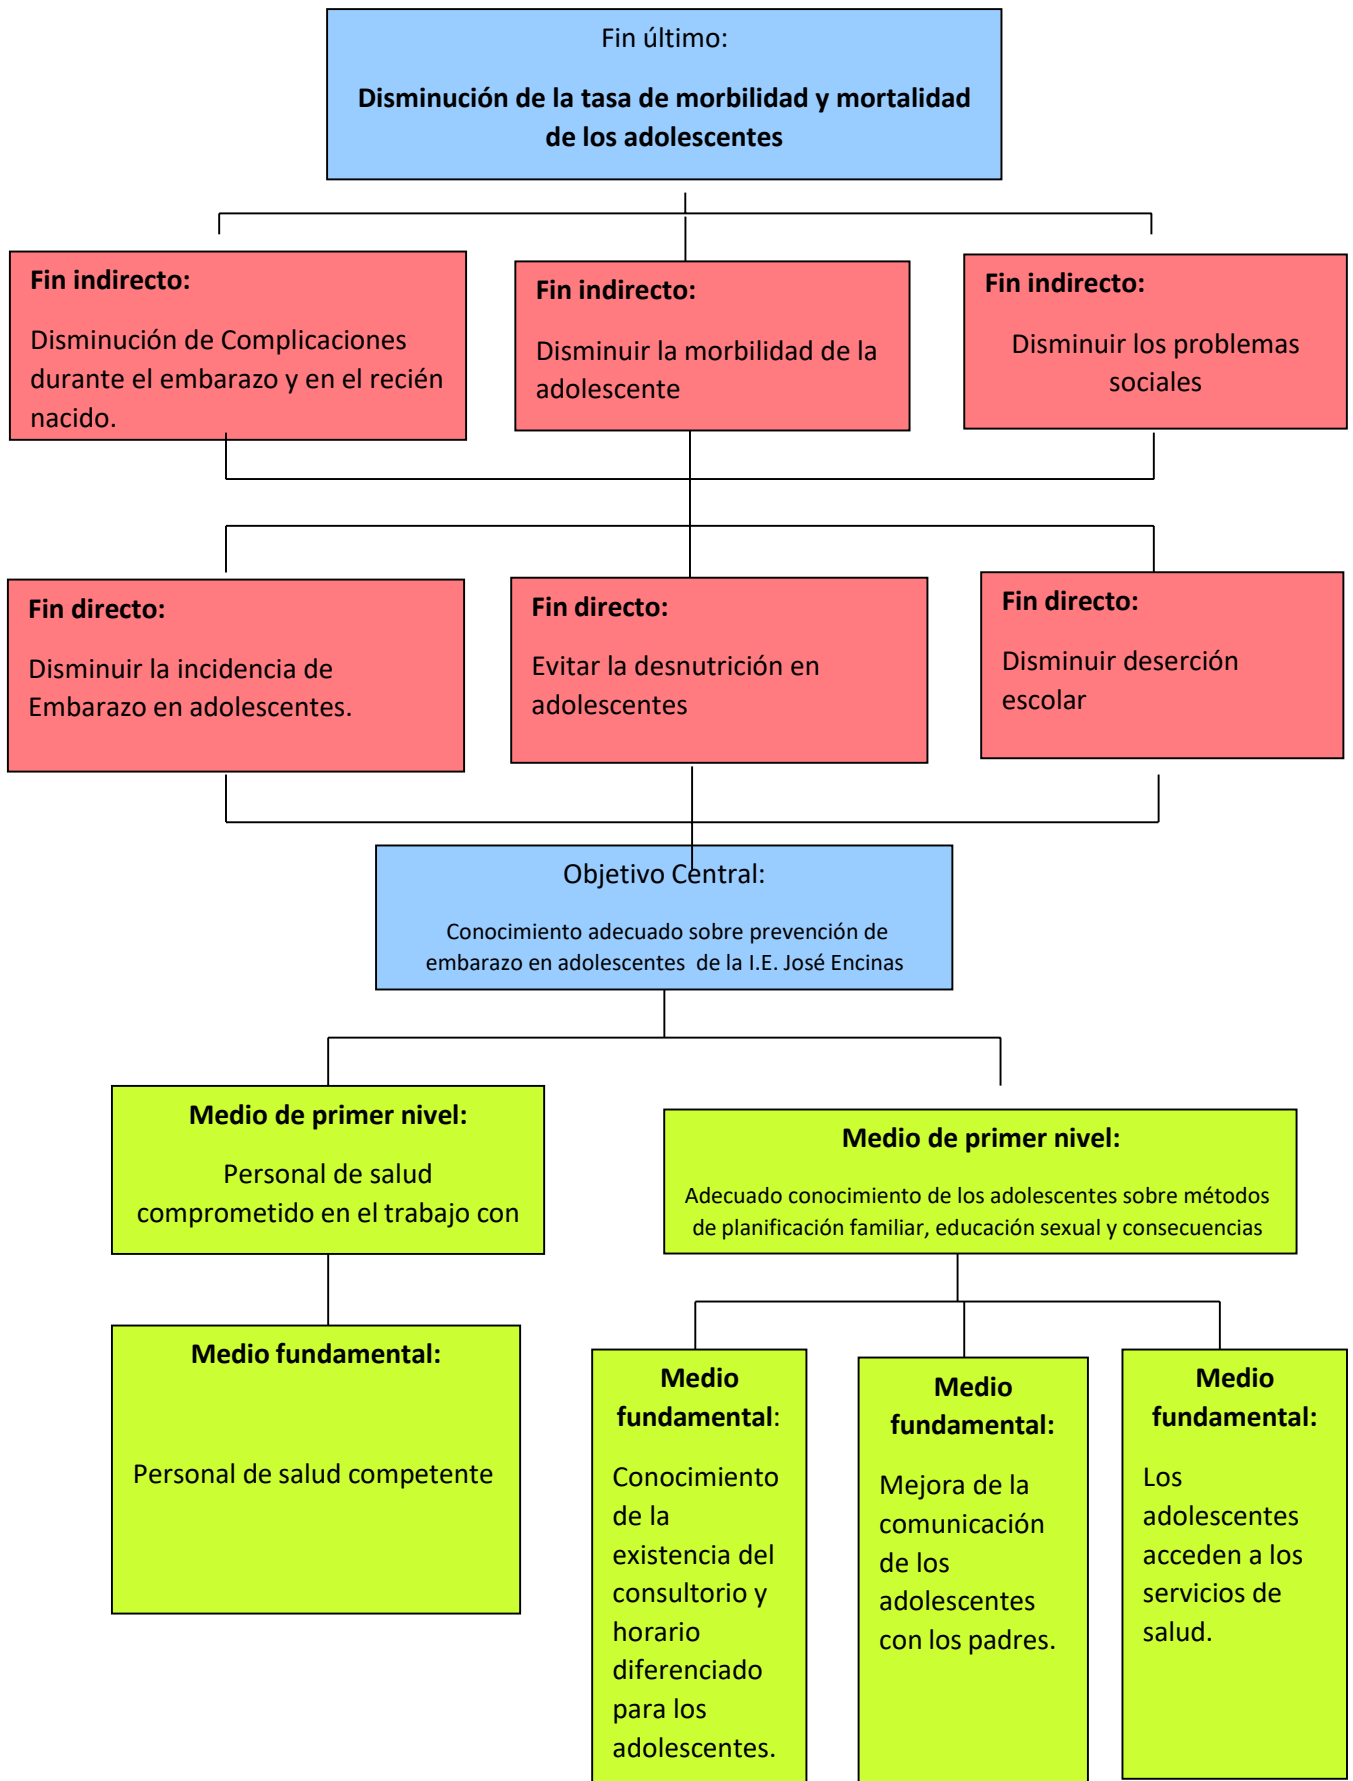 Fin último:
Disminución de la tasa de morbilidad y mortalidad
de los adolescentes
Fin indirecto:
Disminución de Complicaciones
durante el embarazo y en el recién
nacido.
Fin indirecto:
Disminuir la morbilidad de la
adolescente
Fin indirecto:
Disminuir los problemas
sociales
Fin directo:
Disminuir la incidencia de
Embarazo en adolescentes.
Fin directo:
Evitar la desnutrición en
adolescentes
Fin directo:
Disminuir deserción
escolar
Objetivo Central:
Conocimiento adecuado sobre prevención de
embarazo en adolescentes  de la I.E. José Encinas
Medio de primer nivel:
Personal de salud
comprometido en el trabajo con
Medio de primer nivel:
Adecuado conocimiento de los adolescentes sobre métodos
de planificación familiar, educación sexual y consecuencias
Medio fundamental:
Personal de salud competente
Medio
fundamental:
Conocimiento
de la
existencia del
consultorio y
horario
diferenciado
para los
adolescentes.
Medio
fundamental:
Mejora de la
comunicación
de los
adolescentes
con los padres.
Medio
fundamental:
Los
adolescentes
acceden a los
servicios de
salud.